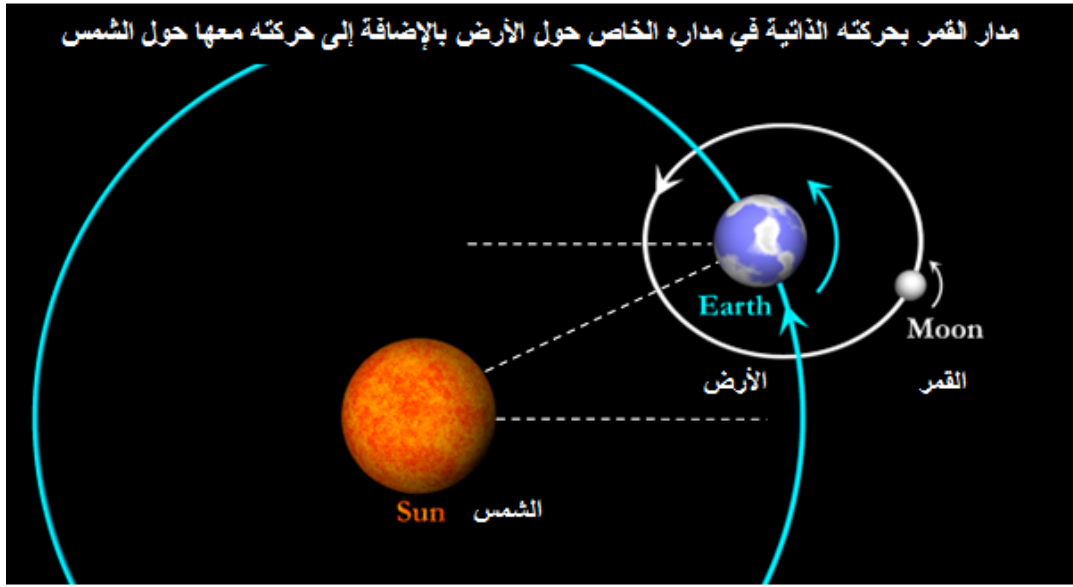 مدار القمر بحركته الذاتية في مداره الخاص حول الأرض بالإضافة إلى حركته معها حول الشمس
Earth
Moon
الأرض
القمر
Sun
الشمس